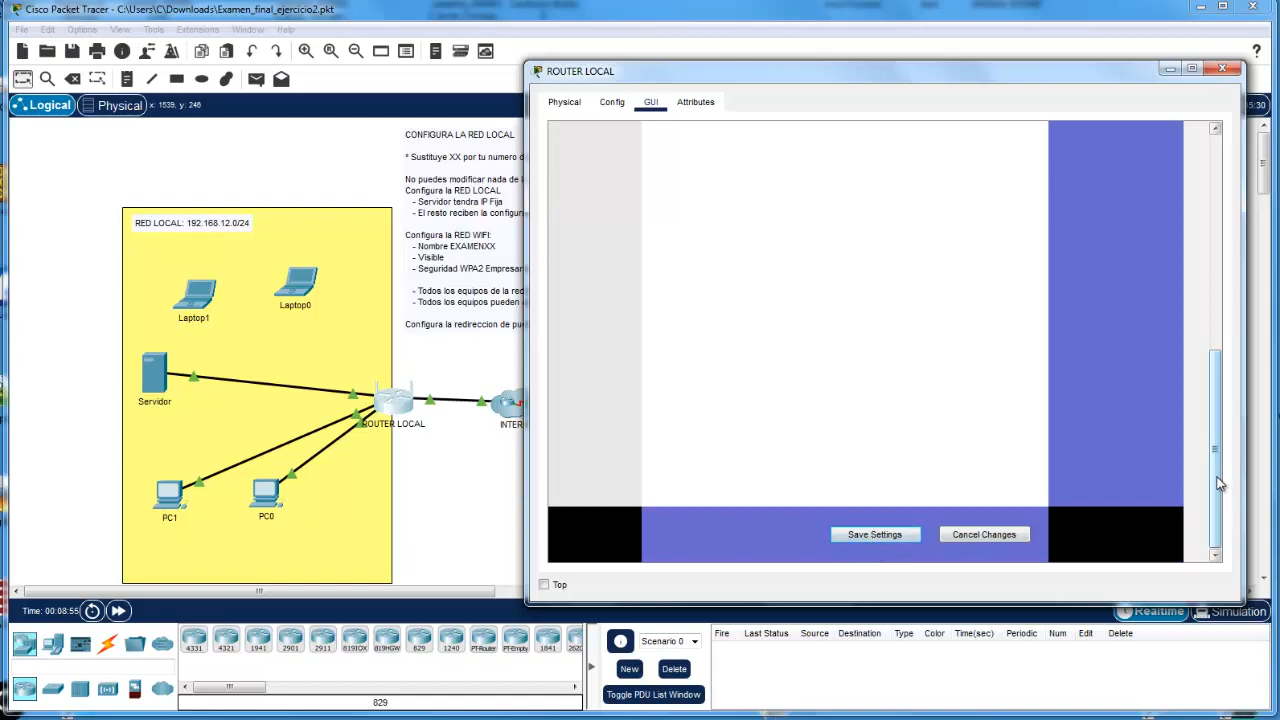 Cisco Packet Tracer - C:\Users\C\Downloads\Examen_final_ejercicio2.pkt
File Edit Options View Tools Extensions Window Help
?
Logical Physical x: 1539, y: 246
15:30
CONFIGURA LA RED LOCAL
* Sustituye XX por tu numero d
No puedes modificar nada de l
Configura la RED LOCAL
- Servidor tendra IP Fija
- El resto reciben la configur
Configura la RED WIFI:
- Nombre EXAMENXX
- Visible
- Seguridad WPA2 Empresar
- Todos los equipos de la red
- Todos los equipos pueden
Configura la redireccion de pu
RED LOCAL: 192.168.12.0/24
Laptop1
Laptop0
Servidor
ROUTER LOCAL
INTER
PC1
PC0
ROUTER LOCAL
Physical Config GUI Attributes
Save Settings Cancel Changes
Top
Time: 00:08:55
Realtime Simulation
4331 4321 1941 2901 2911 819IOX 819HGW 829 1240 PT-Router PT-Empty 1841 2620
829
Scenario 0
New Delete
Toggle PDU List Window
Fire Last Status Source Destination Type Color Time(sec) Periodic Num Edit Delete